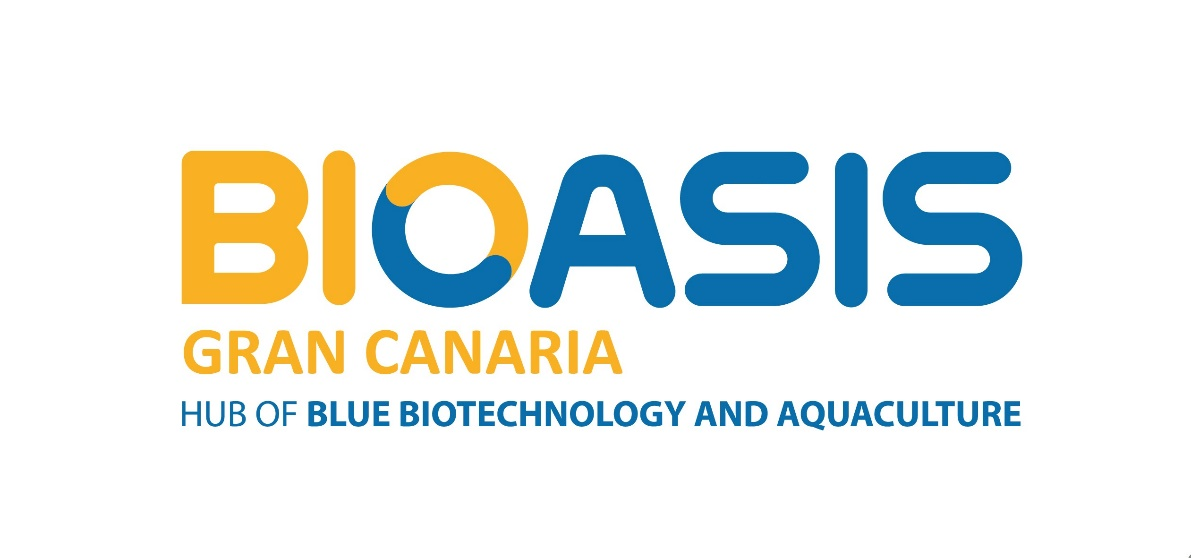 BIOASIS
GRAN CANARIA
HUB OF BLUE BIOTECHNOLOGY AND AQUACULTURE